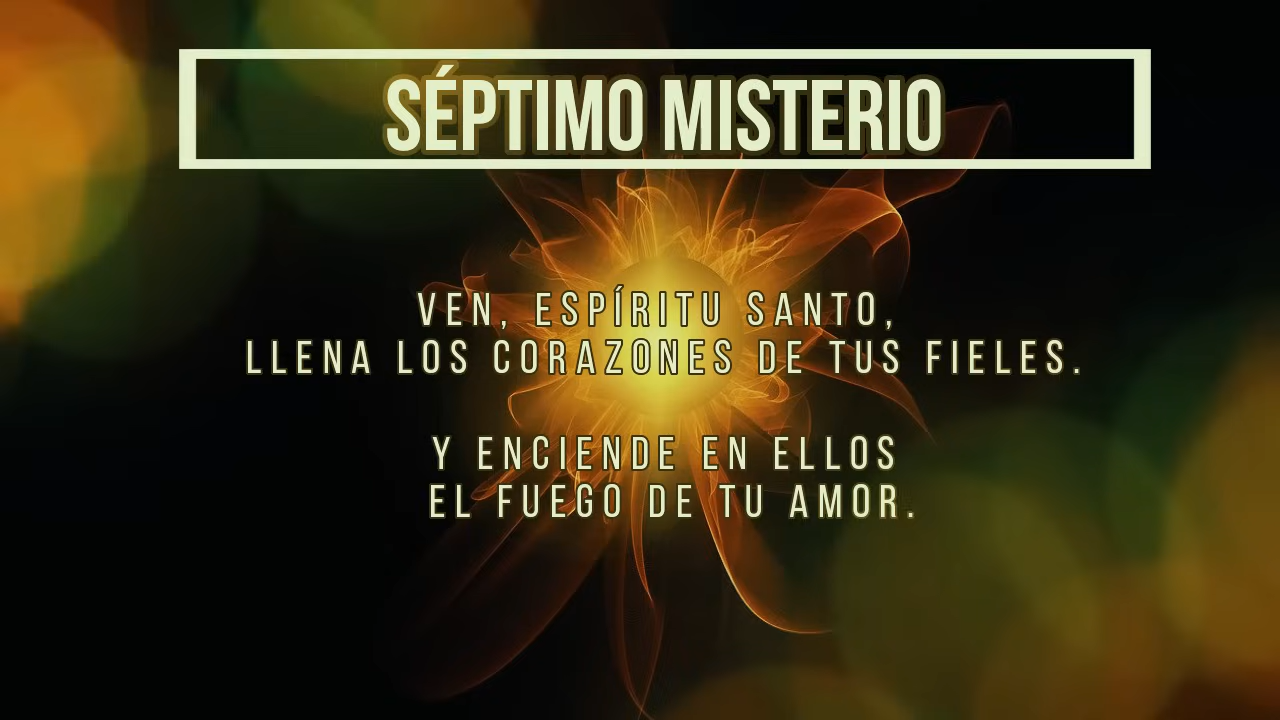 SÉPTIMO MISTERIO
VEN, ESPÍRITU SANTO,
LLENA LOS CORAZONES DE TUS FIELES.
Y ENCIENDE EN ELLOS
EL FUEGO DE TU AMOR.